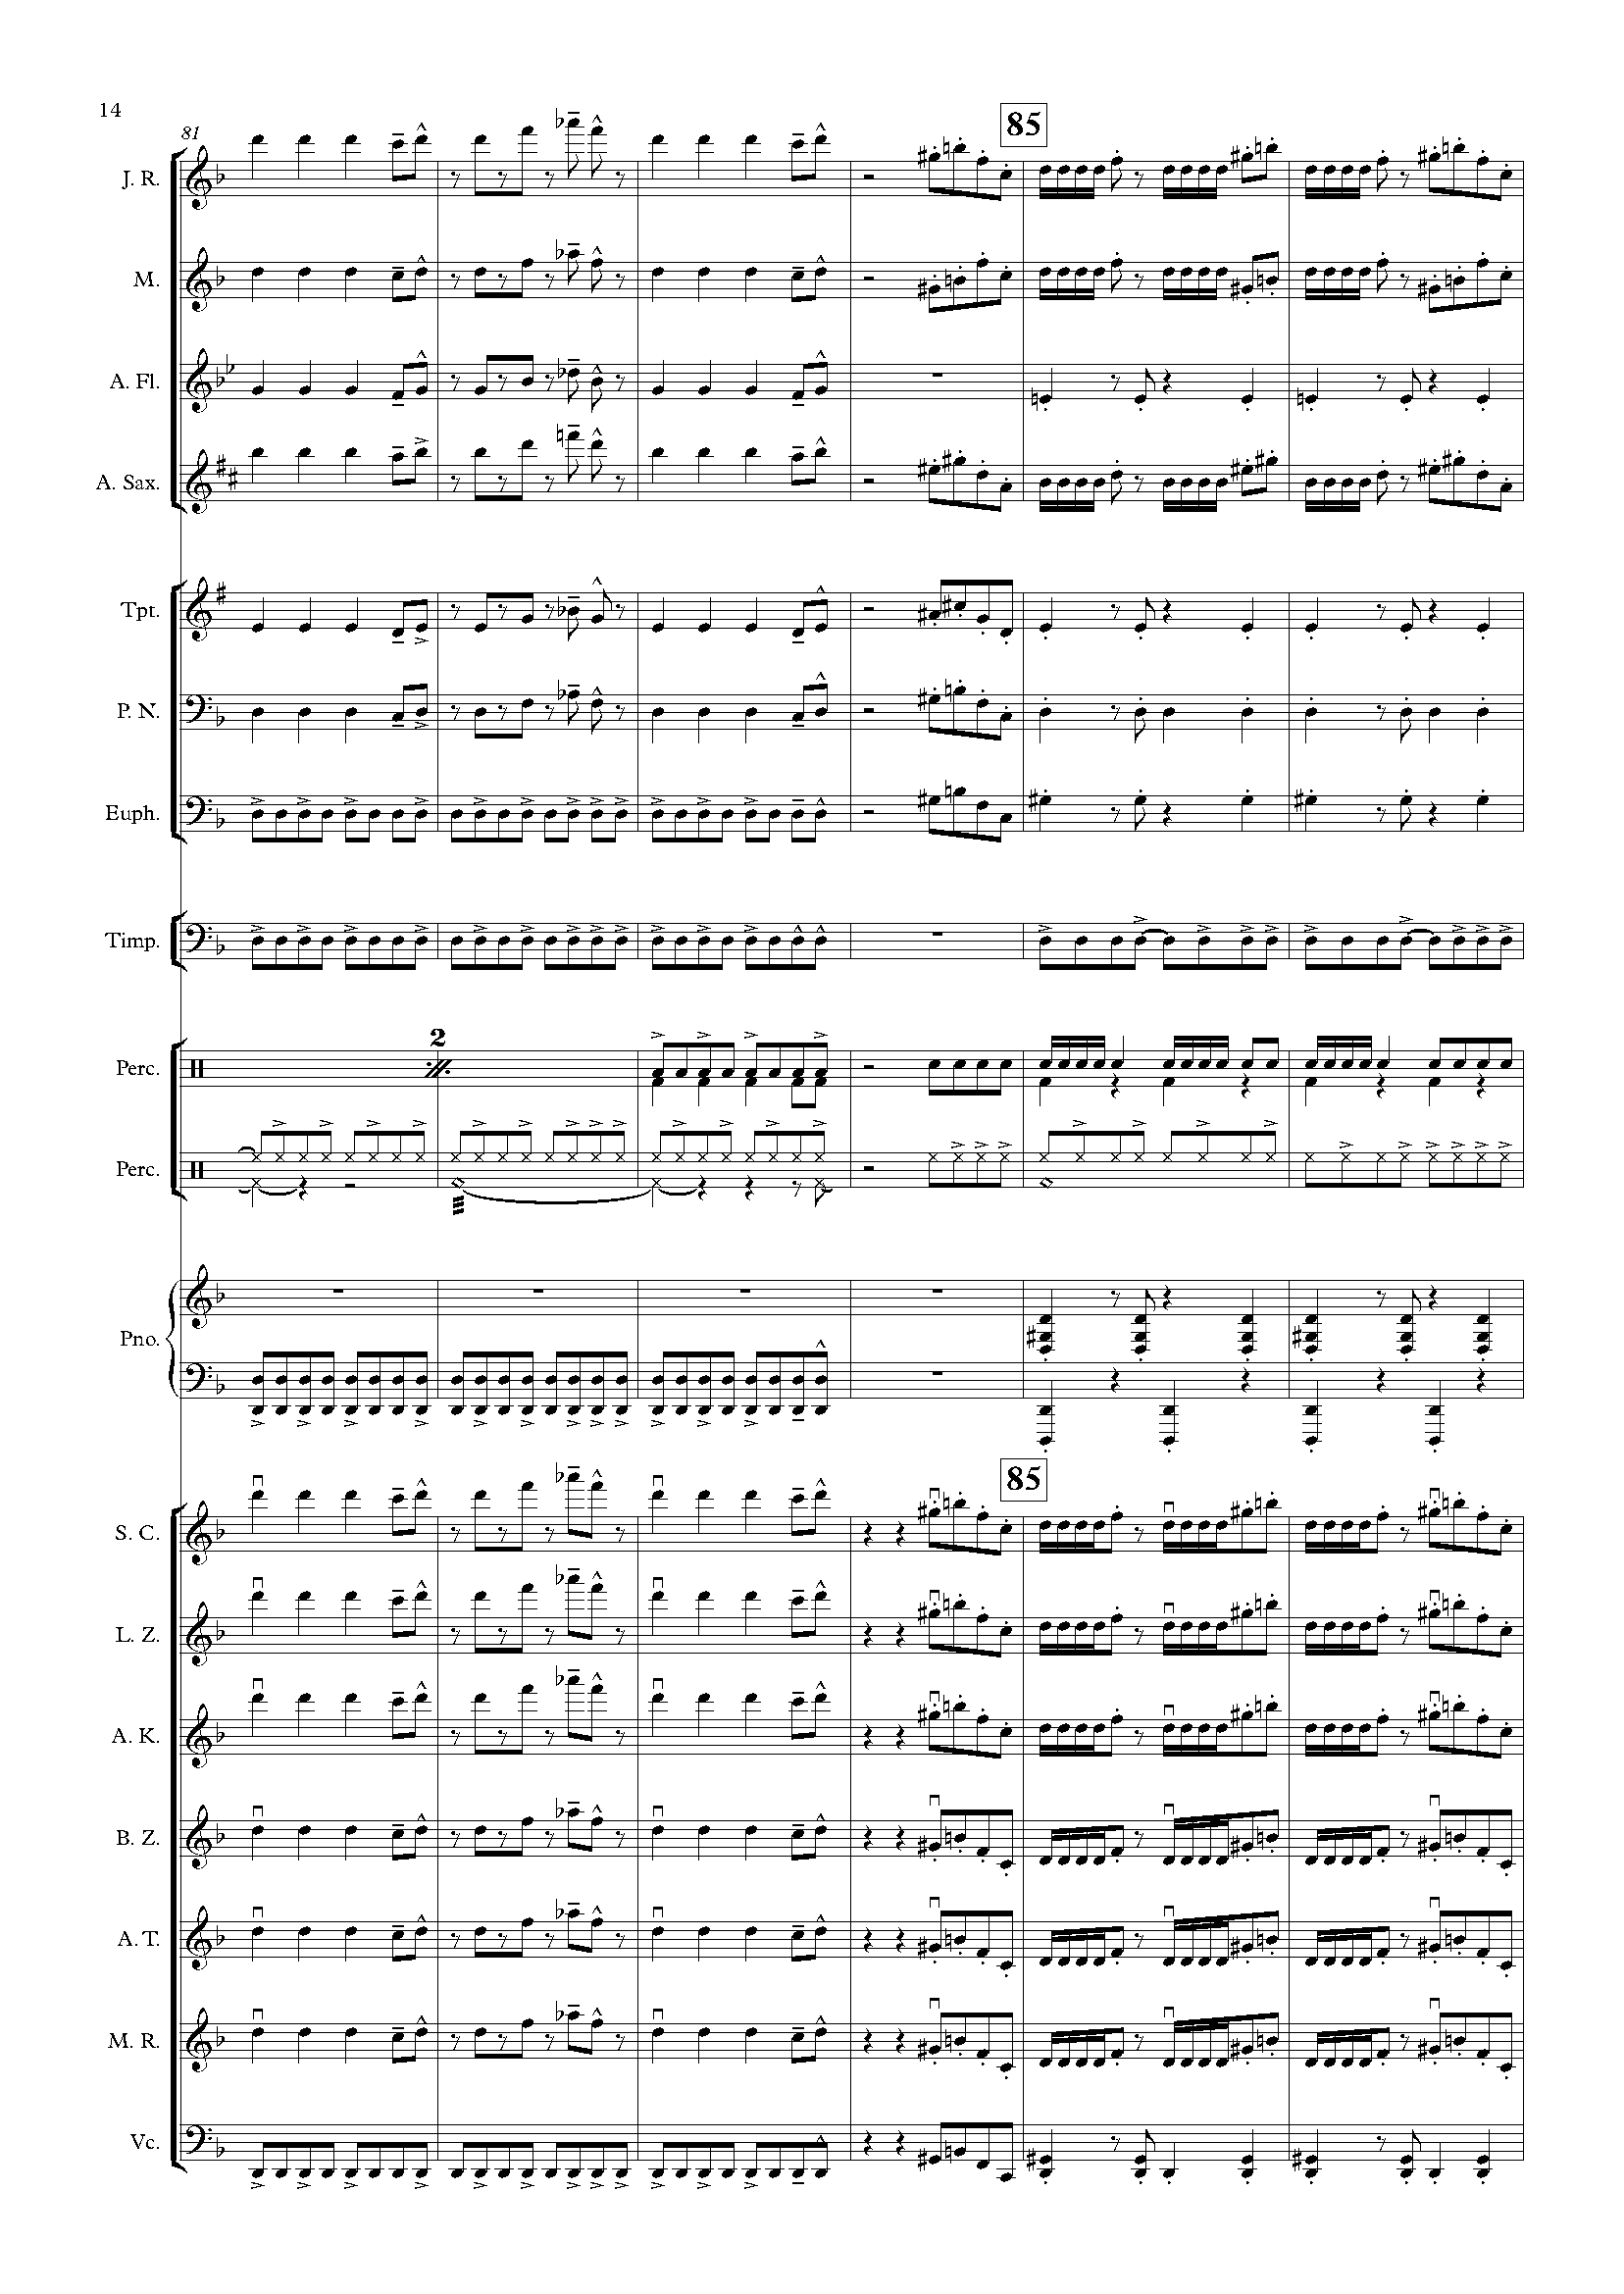 14
81
85
J. R.
M.
A. Fl.
A. Sax.
Tpt.
P. N.
Euph.
Timp.
2
Perc.
Perc.
Pno.
85
S. C.
L. Z.
A. K.
B. Z.
A. T.
M. R.
Vc.